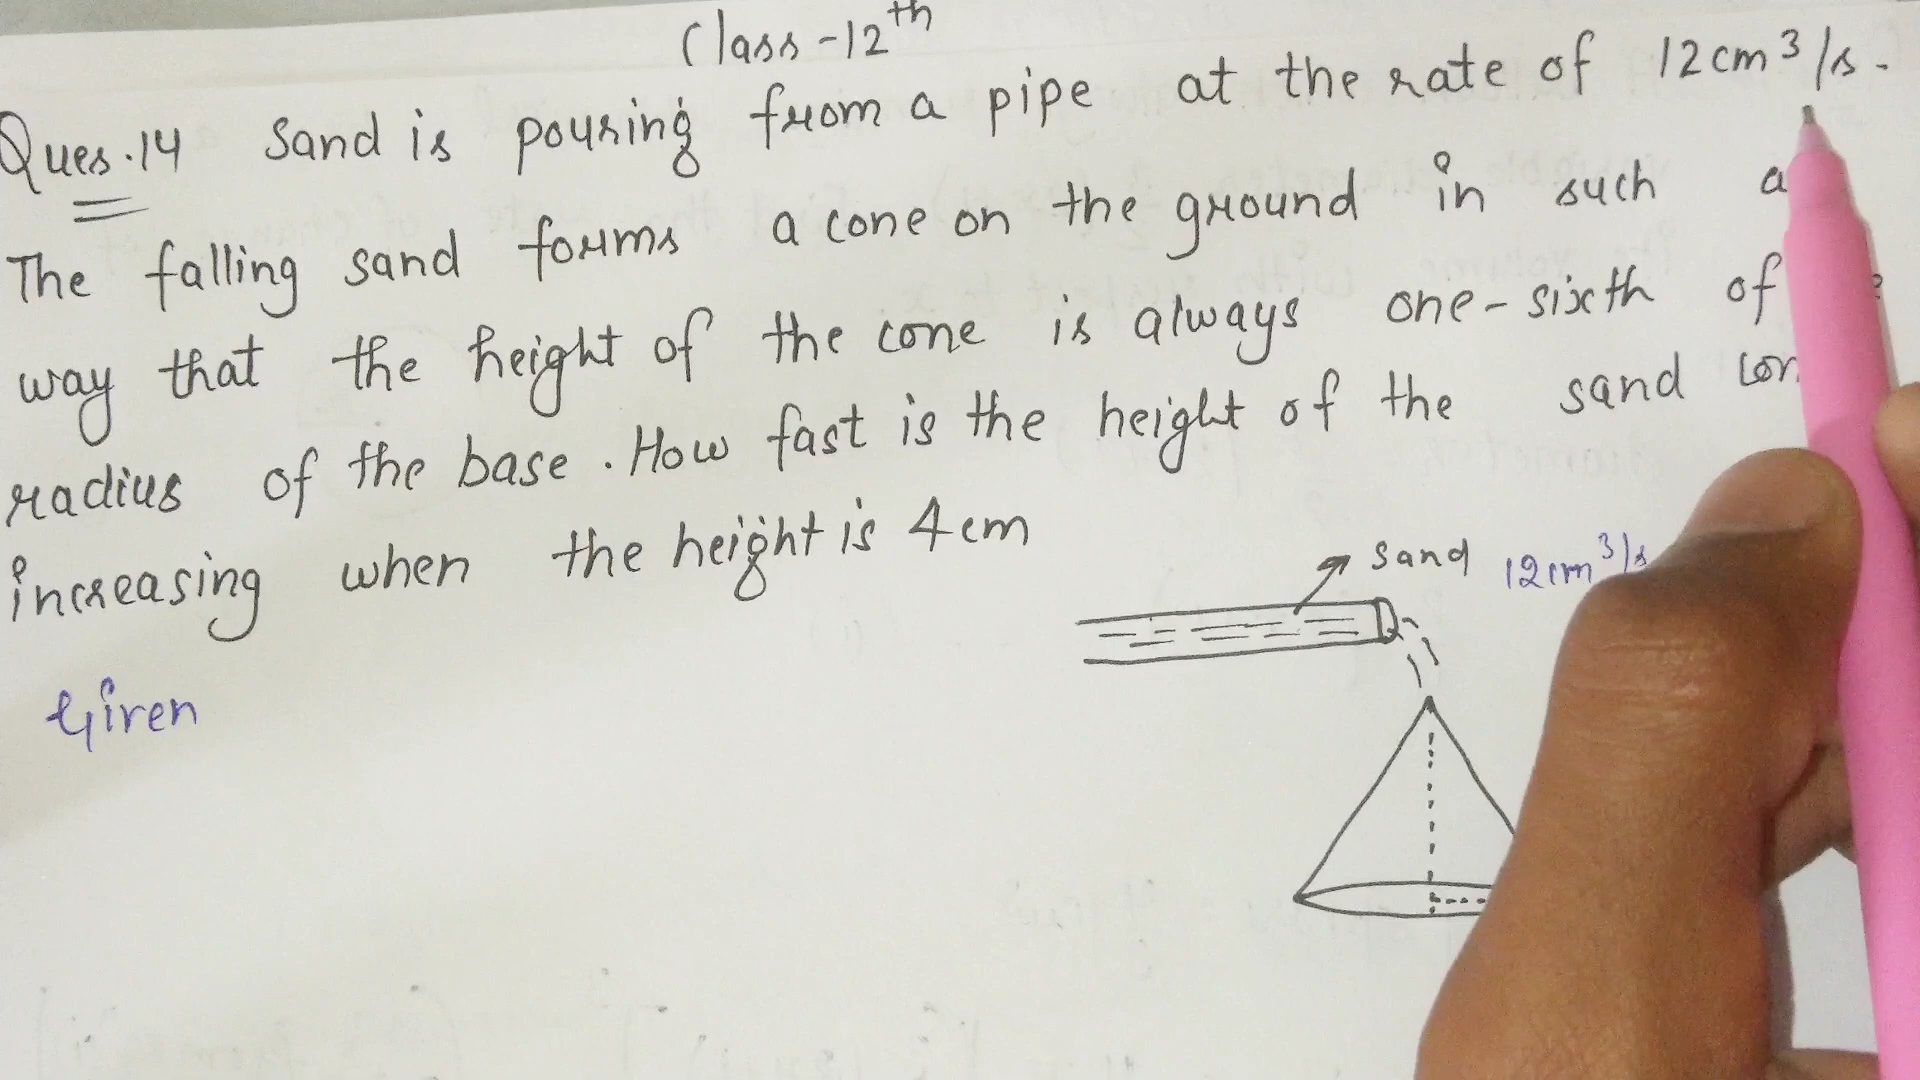 Class-12th
Ques.14 Sand is pouring from a pipe at the rate of 12cm³/s.
The falling sand forms a cone on the ground in such a
way that the height of the cone is always one-sixth of
radius of the base. How fast is the height of the sand
increasing when the height is 4cm
sand 12cm³/s
Given